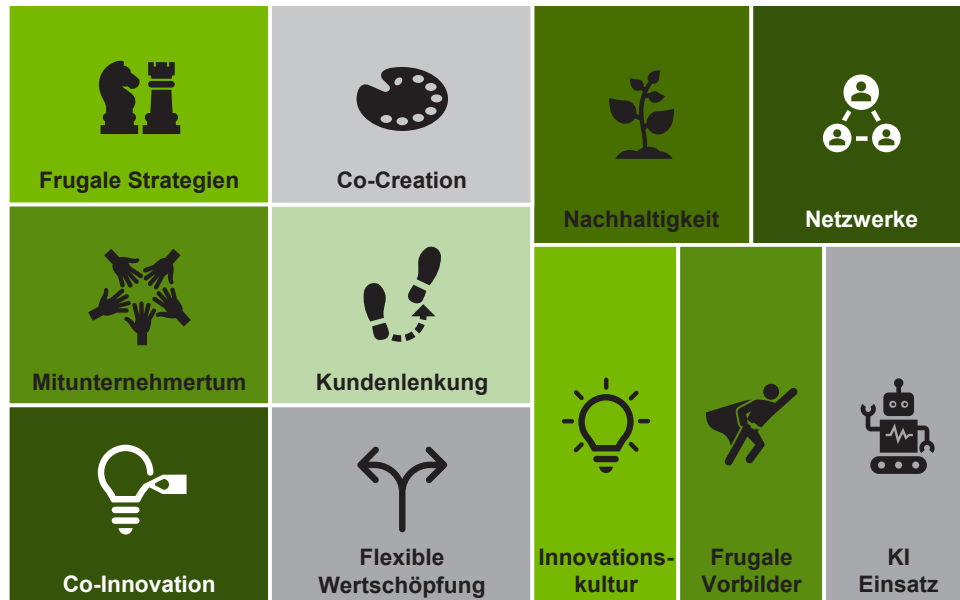 Frugale Strategien
Co-Creation
Nachhaltigkeit
Netzwerke
Mitunternehmertum
Kundenlenkung
Co-Innovation
Flexible
Wertschöpfung
Innovations-
kultur
Frugale
Vorbilder
KI
Einsatz